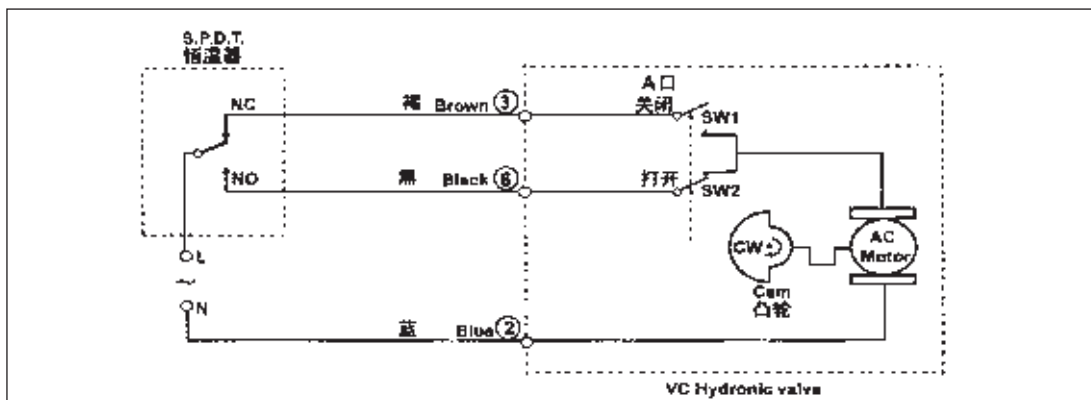 S.P.D.T.
恒温器
NC
NO
L
~
N
褐 Brown ③
黑 Black ⑥
蓝 Blue ②
A口
关闭
SW1
打开
SW2
CW
Cam
凸轮
AC
Motor
VC Hydronic valve